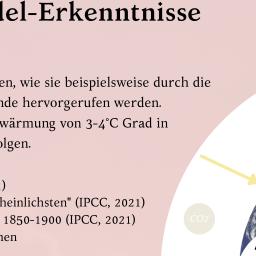 del-Erkenntnisse
en, wie sie beispielsweise durch die
nde hervorgerufen werden.
wärmung von 3-4°C Grad in
olgen.
)
heinlichsten" (IPCC, 2021)
1850-1900 (IPCC, 2021)
nen
CO2